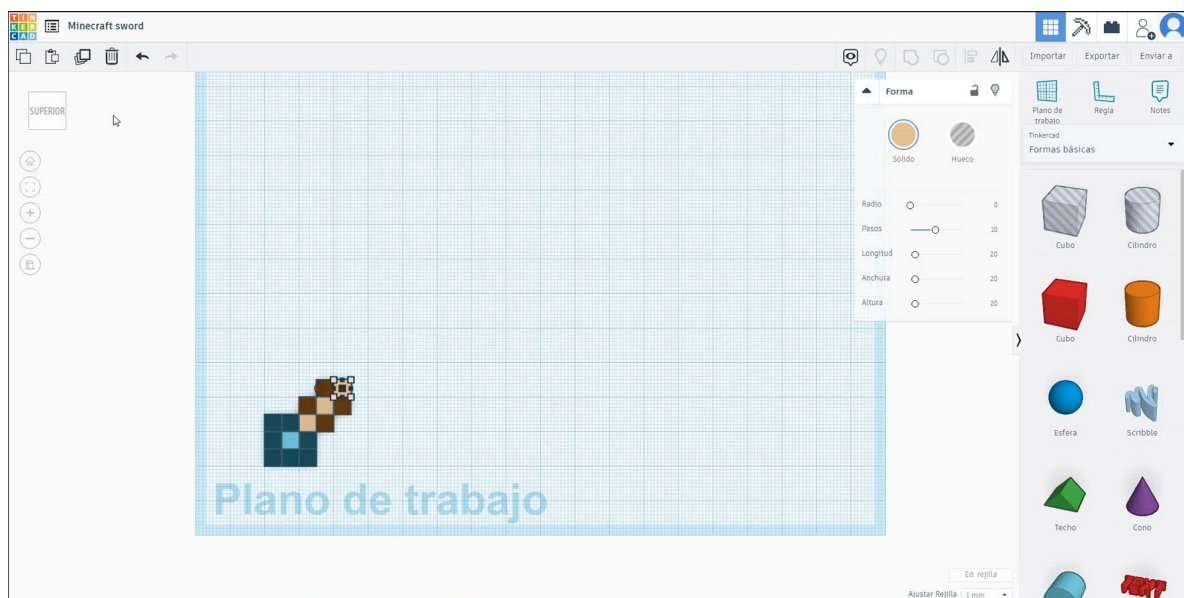 TIN
KER
CAD
Minecraft sword
Importar
Exportar
Enviar a
SUPERIOR
Forma
Sólido
Hueco
Radio
0
Pasos
10
Longitud
20
Anchura
20
Altura
20
Plano de
trabajo
Regla
Notes
Tinkercad
Formas básicas
Cubo
Cilindro
Cubo
Cilindro
Esfera
Scribble
Techo
Cono
TEXT
Plano de trabajo
Ed. rejilla
Ajustar Rejilla
1 mm